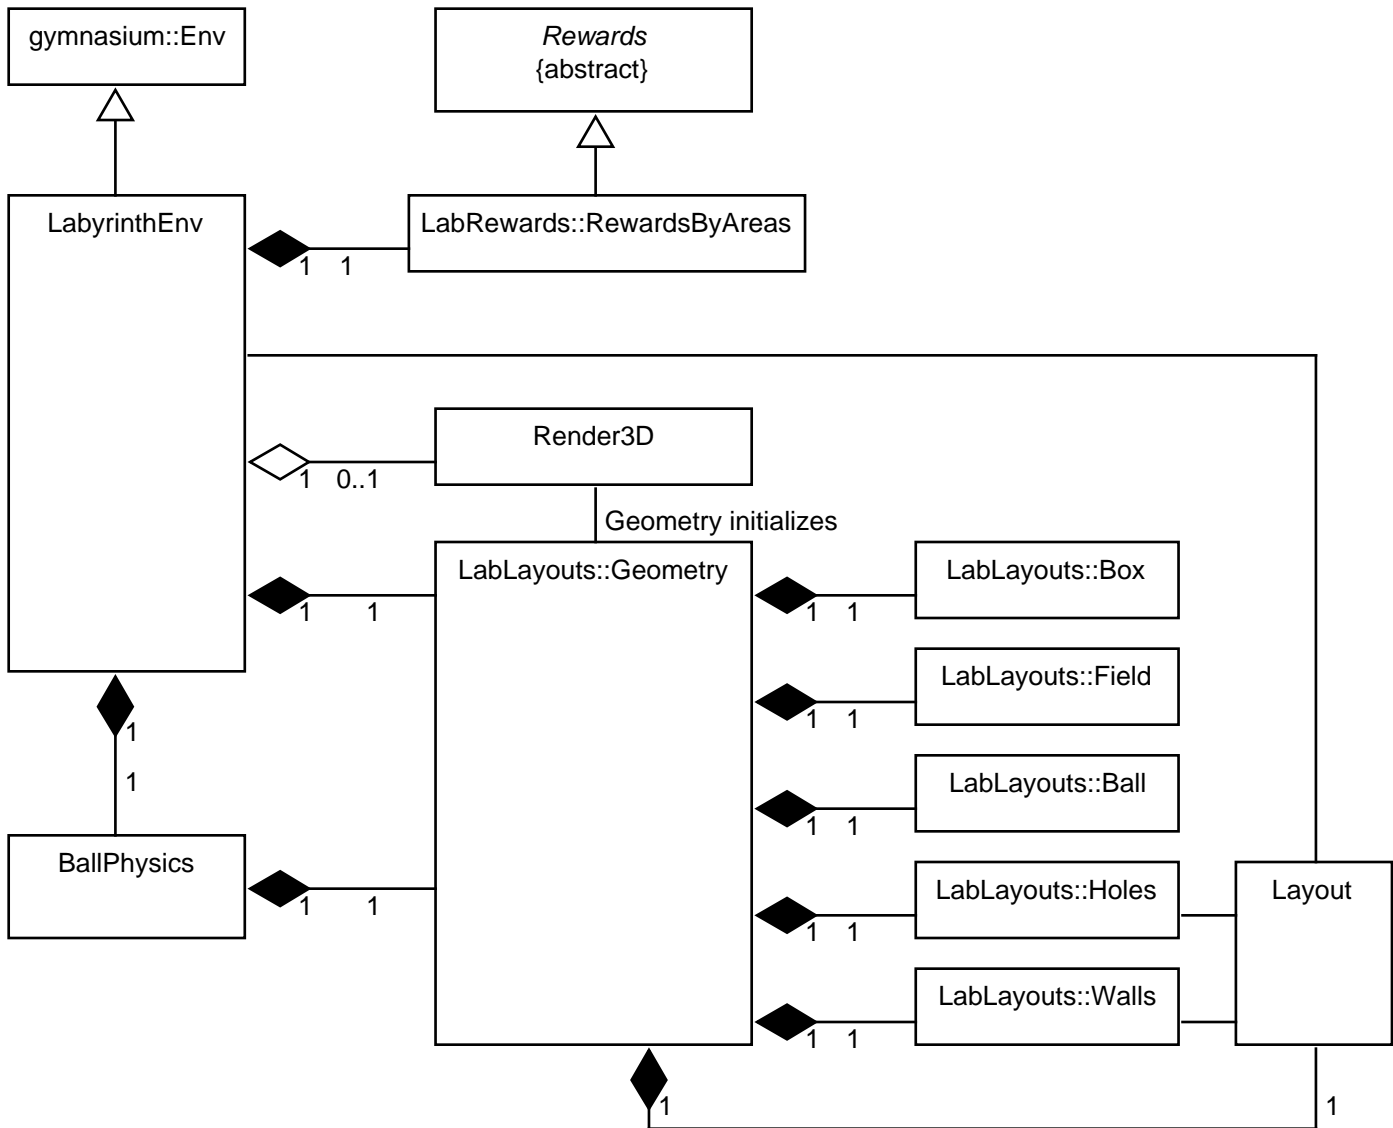 gymnasium::Env
Rewards
{abstract}
LabyrinthEnv
LabRewards::RewardsByAreas
1 1
Render3D
1 0..1
Geometry initializes
LabLayouts::Geometry
LabLayouts::Box
1 1
1 1
LabLayouts::Field
1 1
1
1
LabLayouts::Ball
1 1
BallPhysics
1 1
LabLayouts::Holes
1 1
Layout
LabLayouts::Walls
1 1
1
1